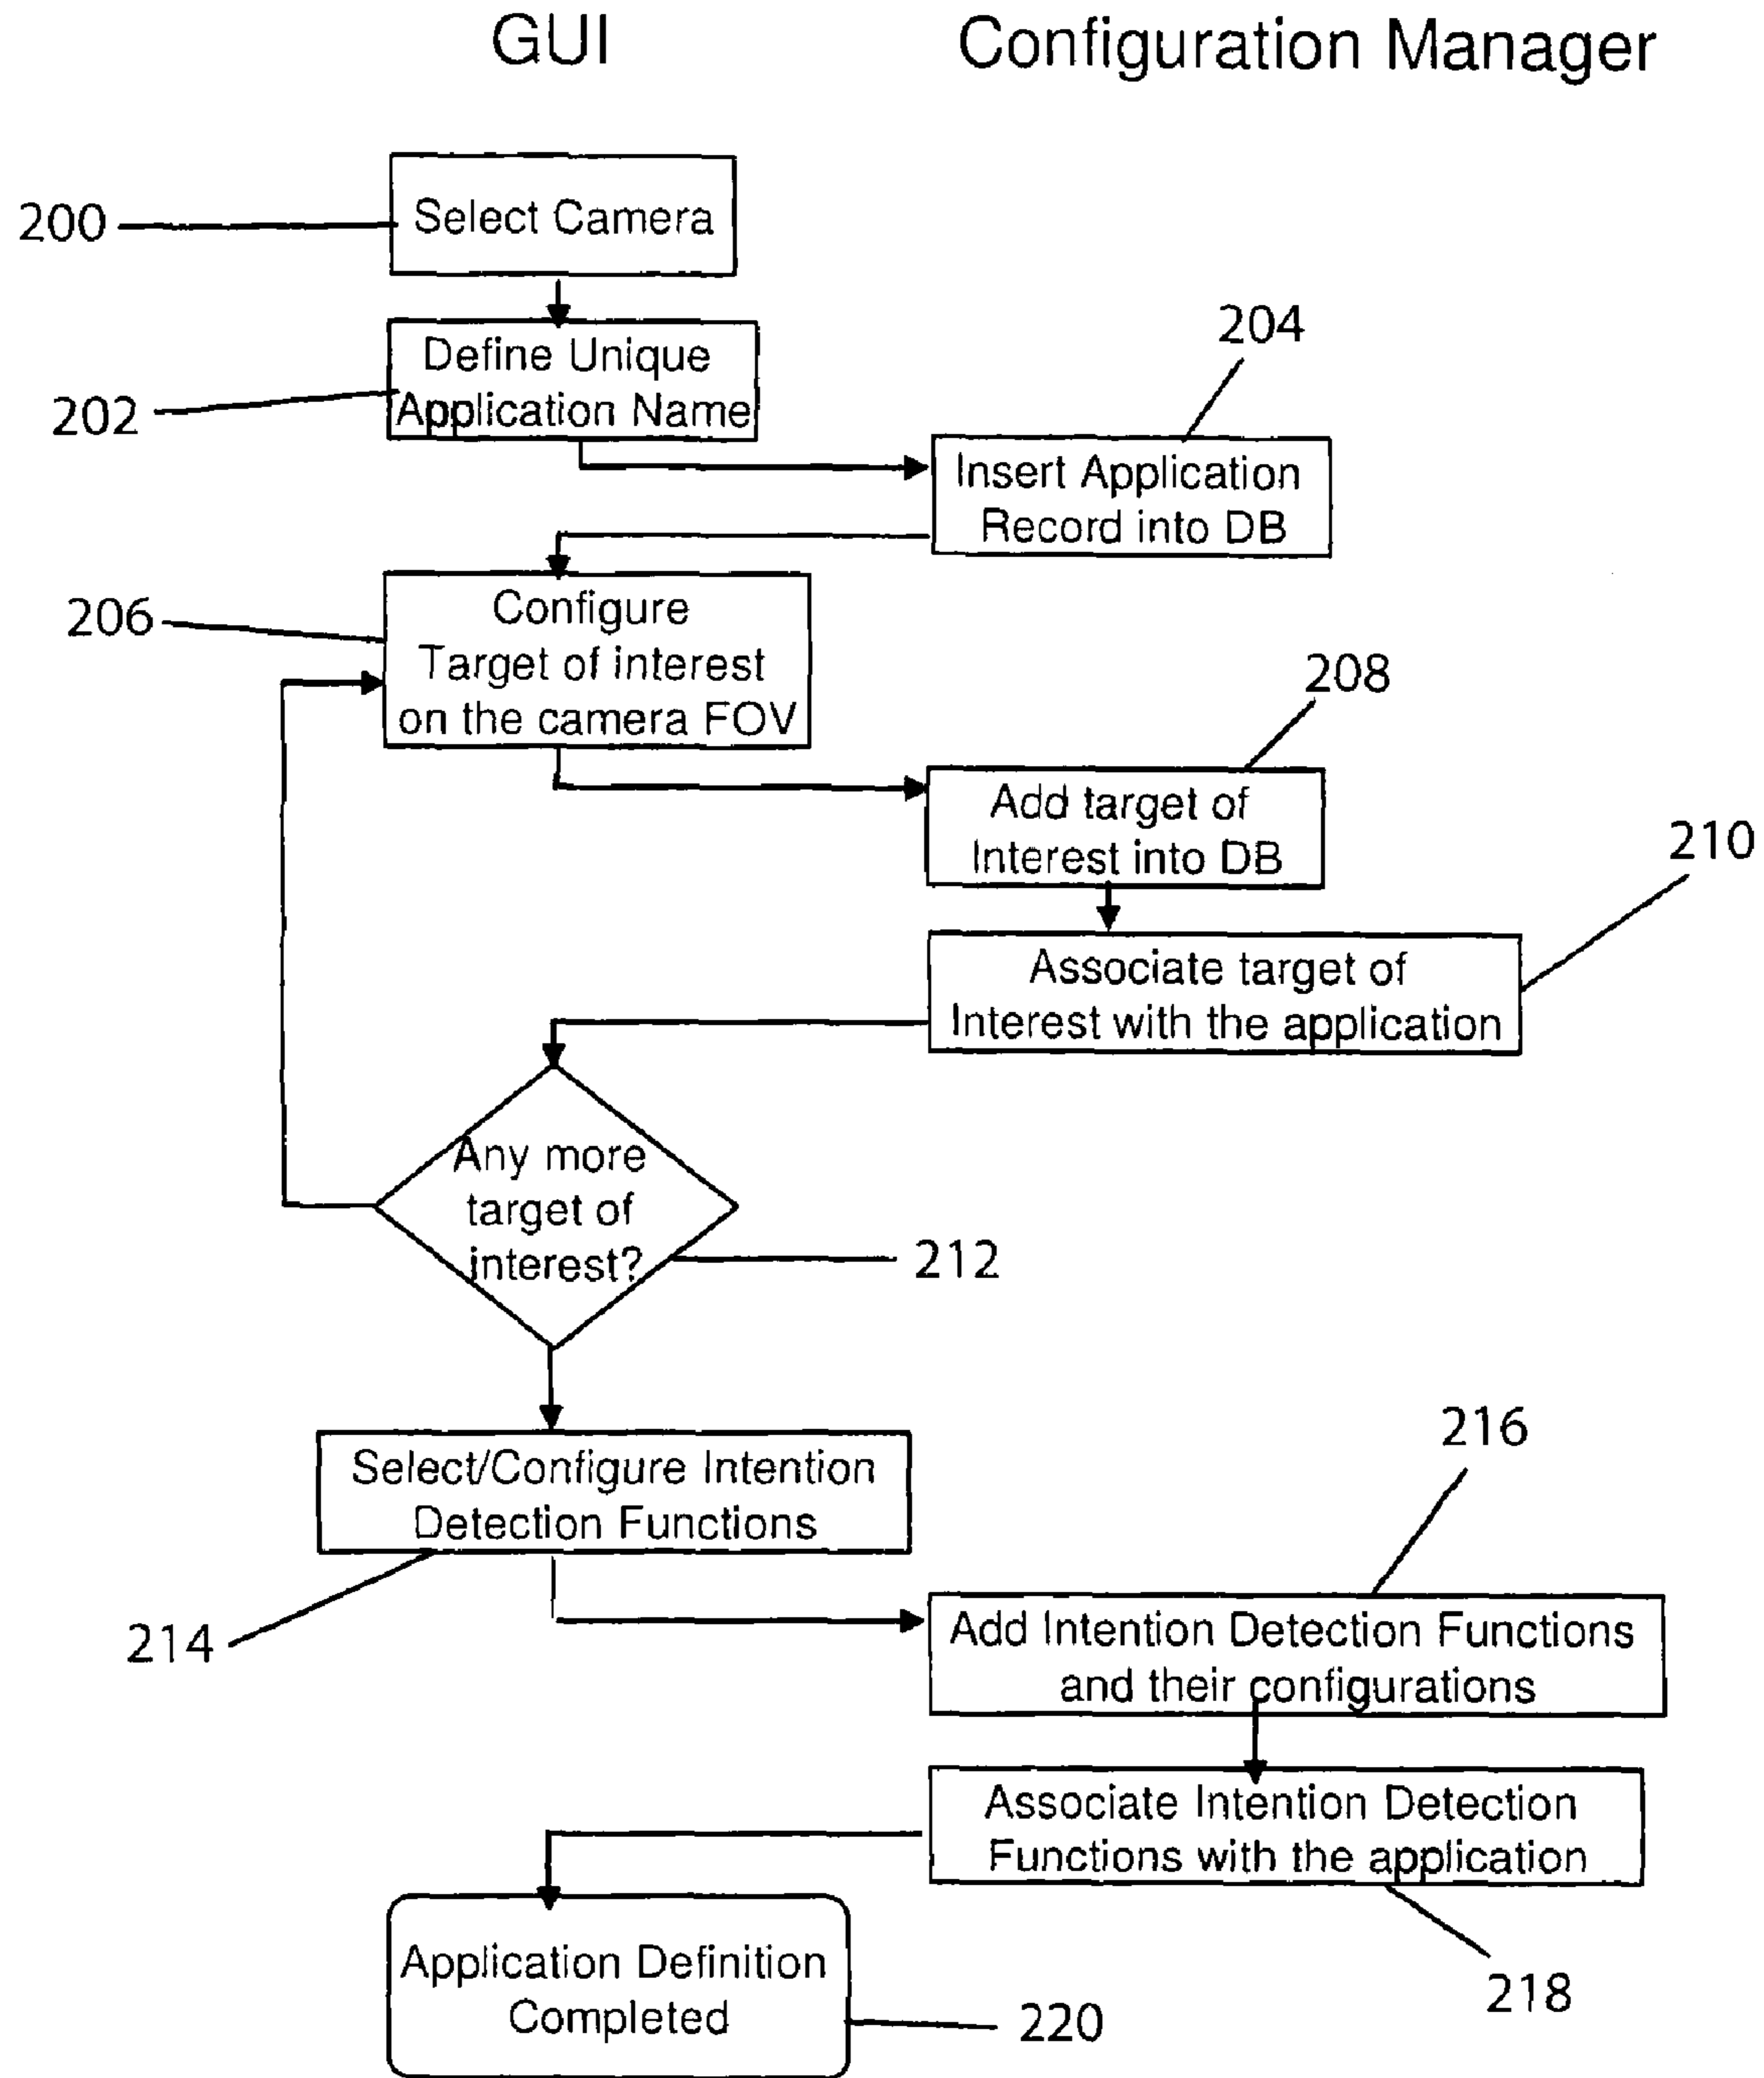 GUI
Configuration Manager
200
Select Camera
202
Define Unique
Application Name
204
Insert Application
Record into DB
206
Configure
Target of interest
on the camera FOV
208
Add target of
Interest into DB
210
Associate target of
Interest with the application
Any more
target of
interest?
212
Select/Configure Intention
Detection Functions
214
216
Add Intention Detection Functions
and their configurations
Associate Intention Detection
Functions with the application
218
Application Definition
Completed
220